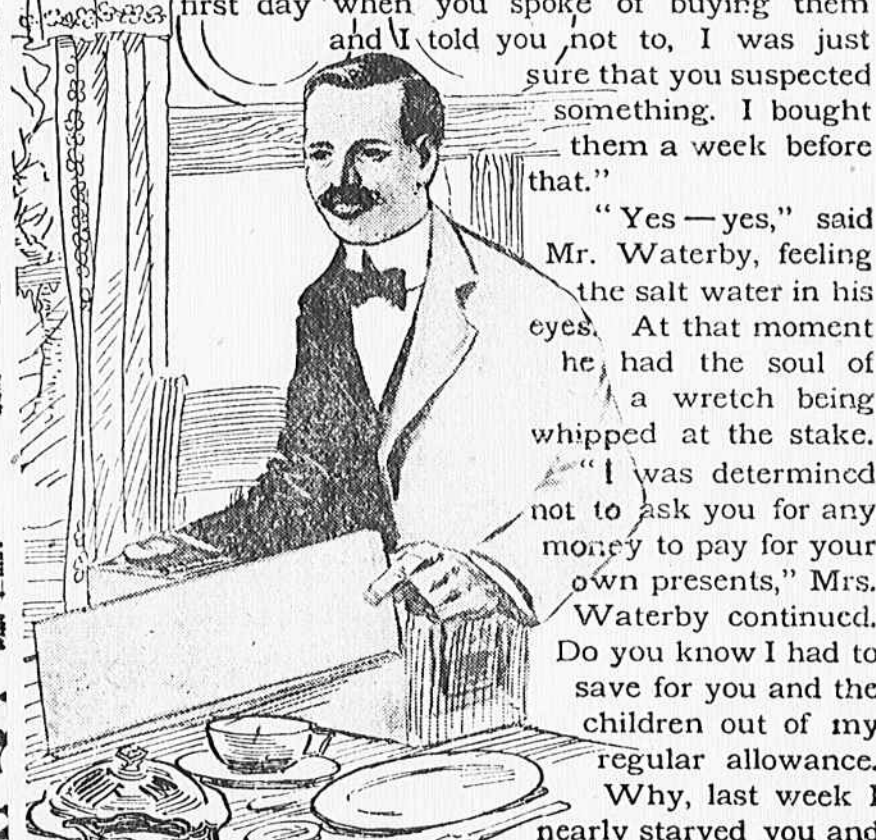 first day when you spoke of buying them
and I told you not to, I was just
sure that you suspected
something. I bought
them a week before
that.”
“Yes — yes,” said
Mr. Waterby, feeling
the salt water in his
eyes. At that moment
he had the soul of
a wretch being
whipped at the stake.
“I was determined
not to ask you for any
money to pay for your
own presents,” Mrs.
Waterby continued.
Do you know I had to
save for you and the
children out of my
regular allowance.
Why, last week I
nearly starved you and